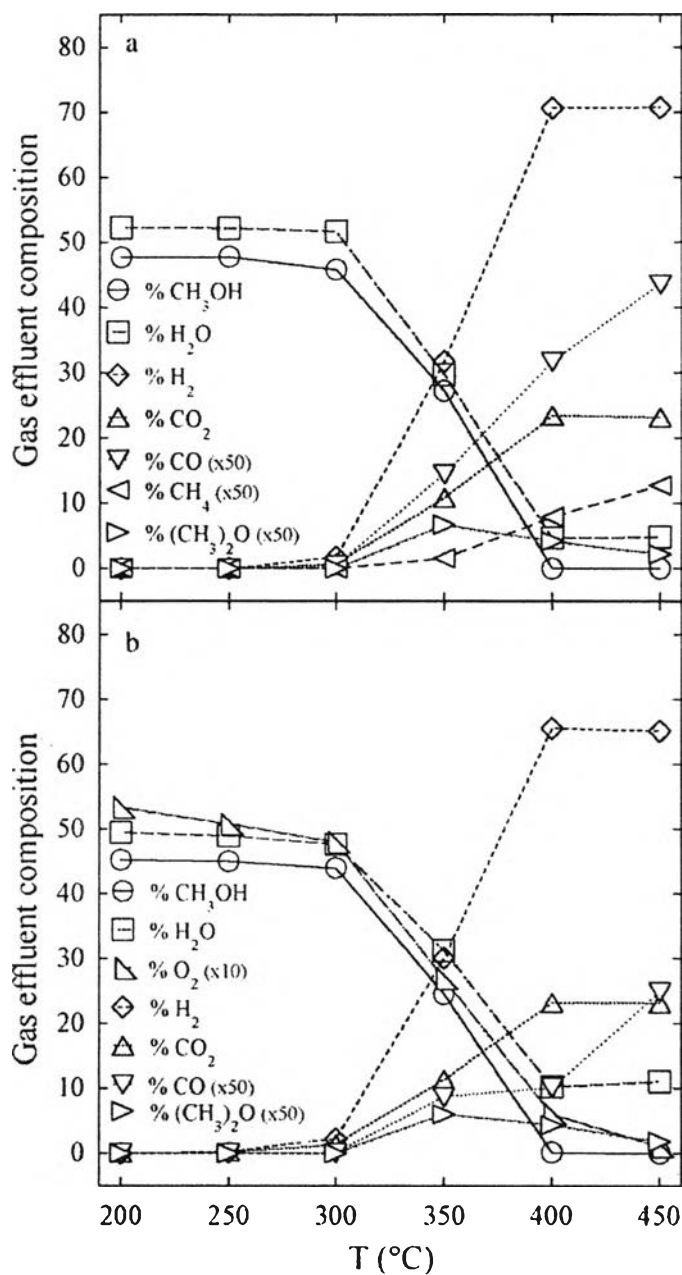 a
Gas effluent composition
80
70
60
50
40
30
20
10
0
% CH₃OH
% H₂O
% H₂
% CO₂
% CO (x50)
% CH₄ (x50)
% (CH₃)₂O (x50)
b
Gas effluent composition
80
70
60
50
40
30
20
10
0
% CH₃OH
% H₂O
% O₂ (x10)
% H₂
% CO₂
% CO (x50)
% (CH₃)₂O (x50)
200 250 300 350 400 450
T (°C)